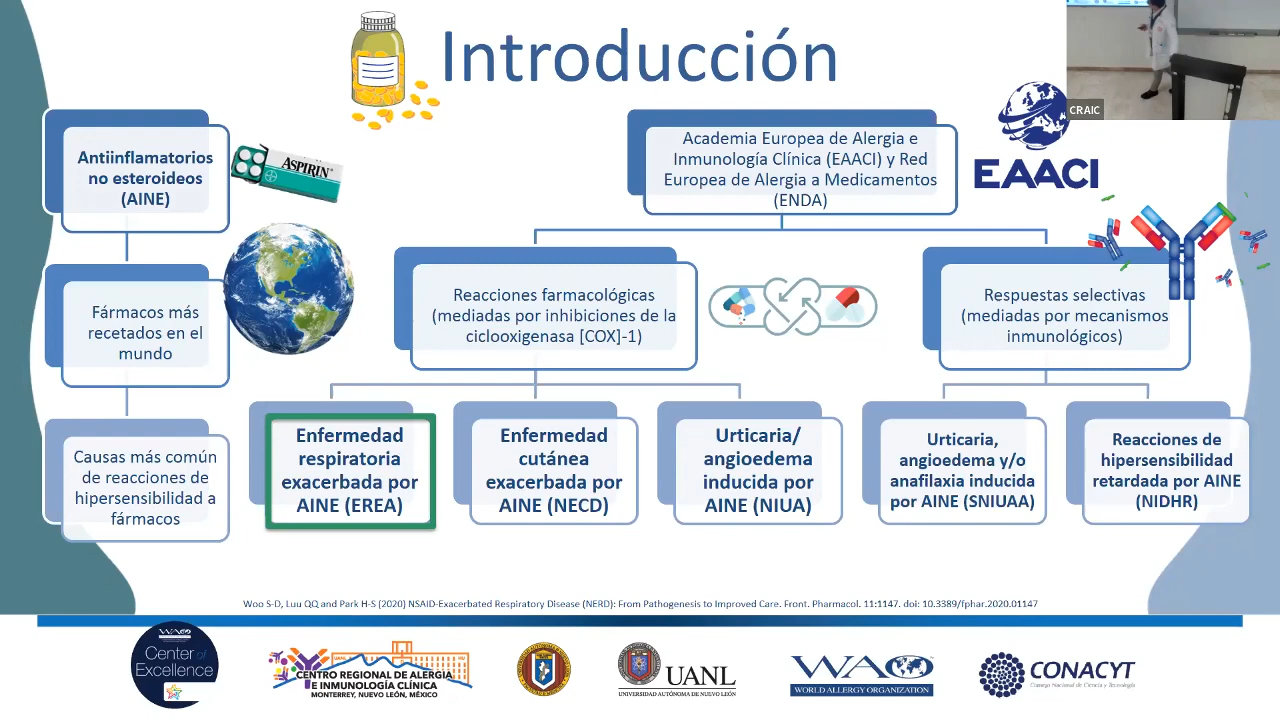 Introducción
CRAIC
Antiinflamatorios
no esteroideos
(AINE)
ASPIRIN
Fármacos más
recetados en el
mundo
Causas más común
de reacciones de
hipersensibilidad a
fármacos
Academia Europea de Alergia e
Inmunología Clínica (EAACI) y Red
Europea de Alergia a Medicamentos
(ENDA)
EAACI
Reacciones farmacológicas
(mediadas por inhibiciones de la
ciclooxigenasa [COX]-1)
Respuestas selectivas
(mediadas por mecanismos
inmunológicos)
Enfermedad
respiratoria
exacerbada por
AINE (EREA)
Enfermedad
cutánea
exacerbada por
AINE (NECD)
Urticaria/
angioedema
inducida por
AINE (NIUA)
Urticaria,
angioedema y/o
anafilaxia inducida
por AINE (SNIUAA)
Reacciones de
hipersensibilidad
retardada por AINE
(NIDHR)
Woo S-D, Luu QQ and Park H-S (2020) NSAID-Exacerbated Respiratory Disease (NERD): From Pathogenesis to Improved Care. Front. Pharmacol. 11:1147. doi: 10.3389/fphar.2020.01147
WAO
Center of
Excellence
UANL
CENTRO REGIONAL DE ALERGIA
E INMUNOLOGÍA CLÍNICA
MONTERREY, NUEVO LEÓN, MÉXICO
UANL
UNIVERSIDAD AUTÓNOMA DE NUEVO LEÓN
WAO
WORLD ALLERGY ORGANIZATION
CONACYT
Consejo Nacional de Ciencia y Tecnología